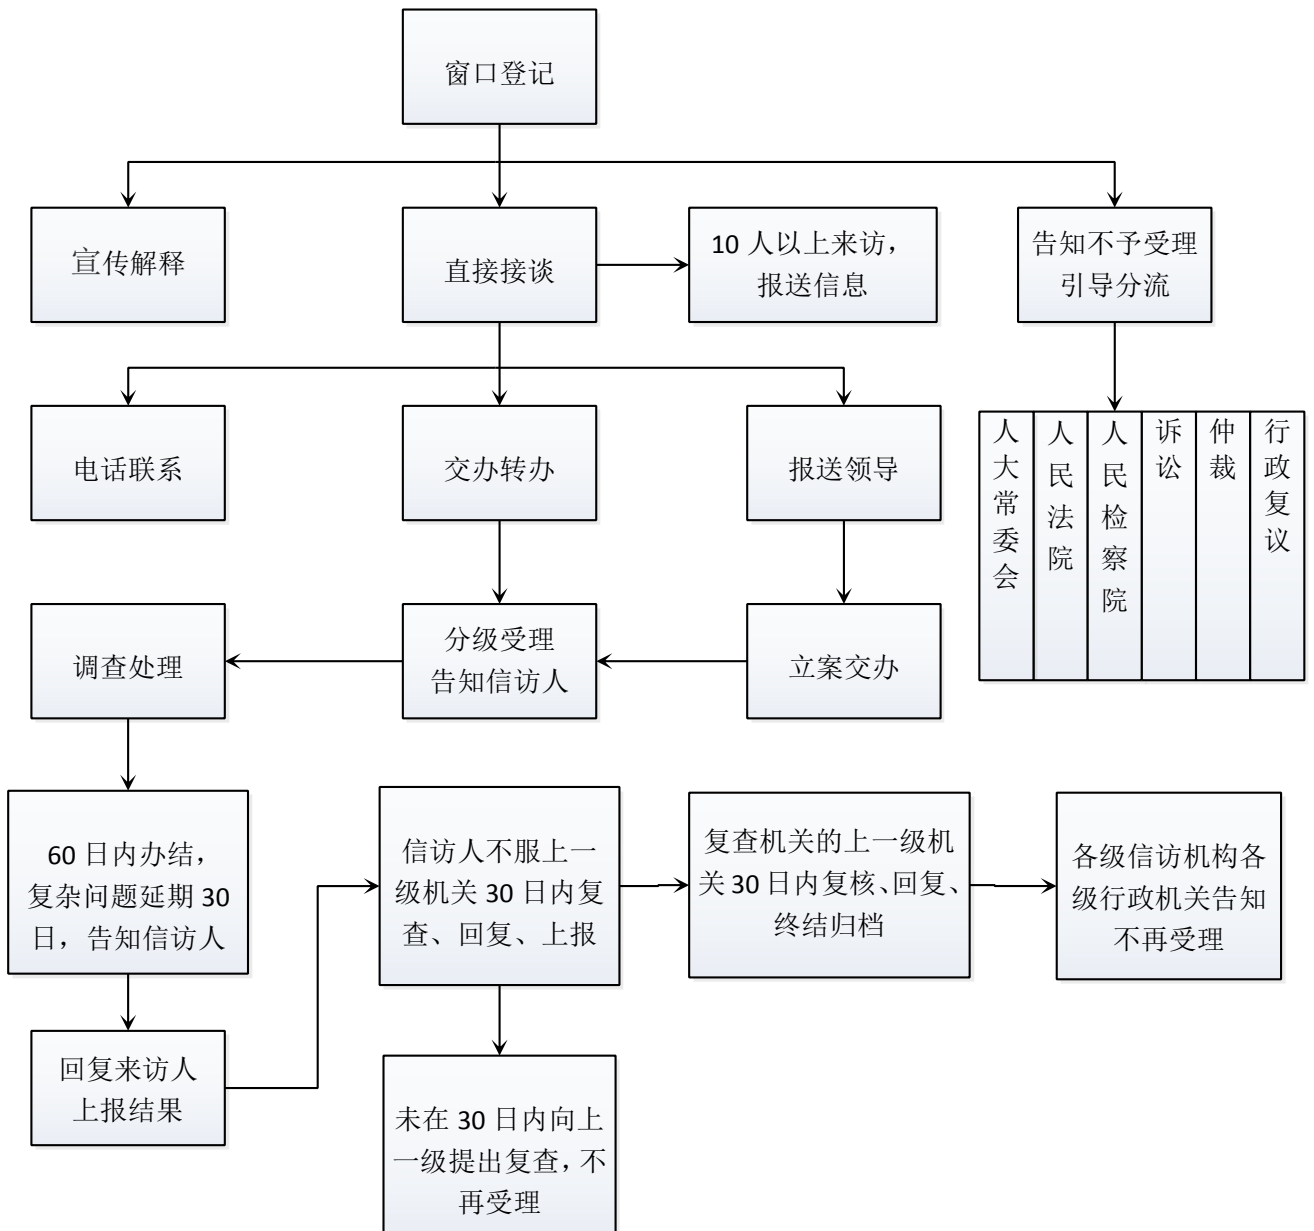 窗口登记
宣传解释
直接接谈
10 人以上来访，
报送信息
告知不予受理
引导分流
电话联系
交办转办
报送领导
人大常委会
人民法院
人民检察院
诉讼
仲裁
行政复议
调查处理
分级受理
告知信访人
立案交办
60 日内办结，
复杂问题延期 30
日，告知信访人
信访人不服上一
级机关 30 日内复
查、回复、上报
复查机关的上一级机
关 30 日内复核、回复、
终结归档
各级信访机构各
级行政机关告知
不再受理
回复来访人
上报结果
未在 30 日内向上
一级提出复查，不
再受理